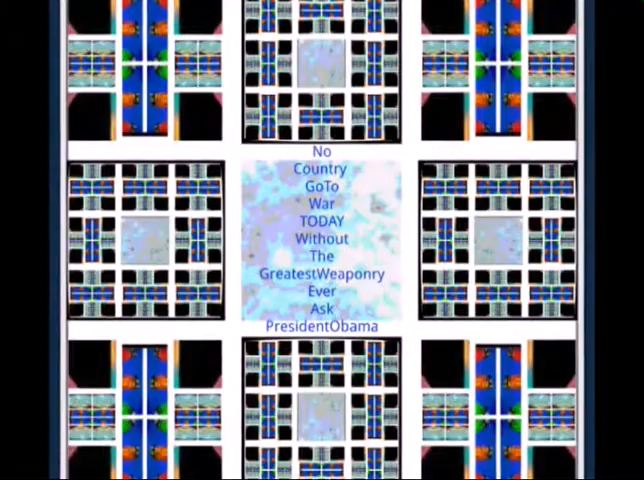 No
Country
GoTo
War
TODAY
Without
The
GreatestWeaponry
Ever
Ask
PresidentObama